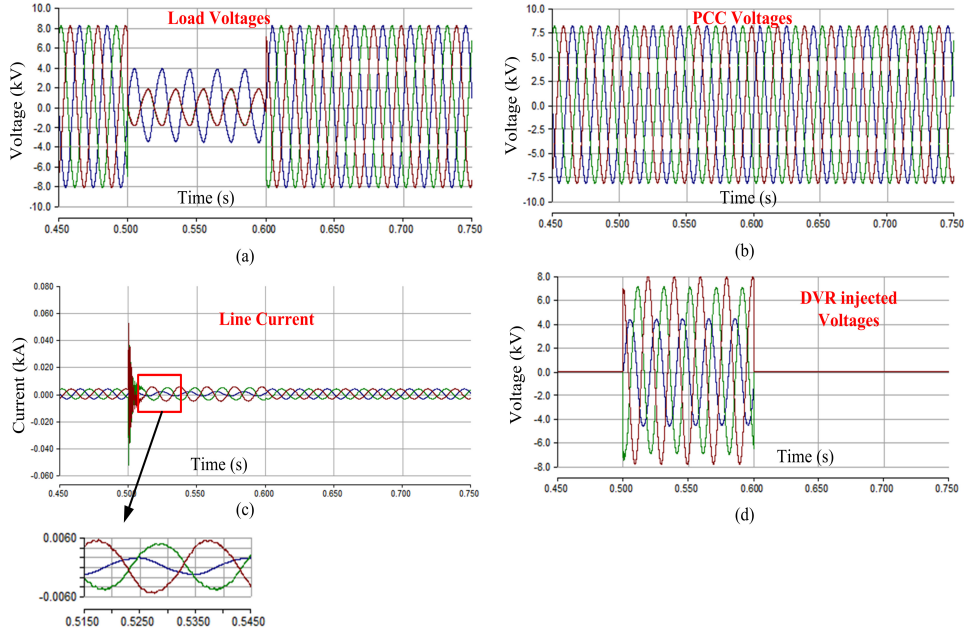 Load Voltages
Voltage (kV)
10.0
8.0
6.0
4.0
2.0
0.0
-2.0
-4.0
-6.0
-8.0
-10.0
Time (s)
0.450 0.500 0.550 0.600 0.650 0.700 0.750
(a)
PCC Voltages
Voltage (kV)
10.0
7.5
5.0
2.5
0.0
-2.5
-5.0
-7.5
-10.0
Time (s)
0.450 0.500 0.550 0.600 0.650 0.700 0.750
(b)
Line Current
Current (kA)
0.080
0.060
0.040
0.020
0.000
-0.020
-0.040
-0.060
Time (s)
0.450 0.500 0.550 0.600 0.650 0.700 0.750
(c)
0.0060
-0.0060
0.5150 0.5250 0.5350 0.5450
DVR injected
Voltages
Voltage (kV)
8.0
6.0
4.0
2.0
0.0
-2.0
-4.0
-6.0
-8.0
Time (s)
0.450 0.500 0.550 0.600 0.650 0.700 0.750
(d)